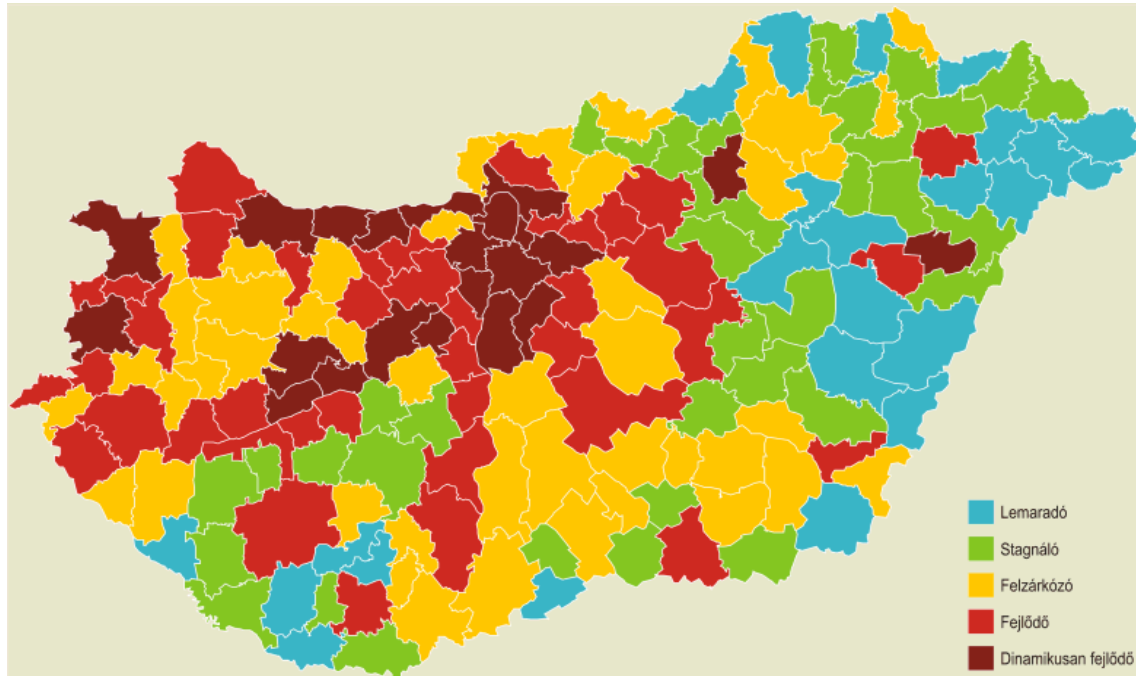 Lemaradó
Stagnáló
Felzárkózó
Fejlődő
Dinamikusan fejlődő